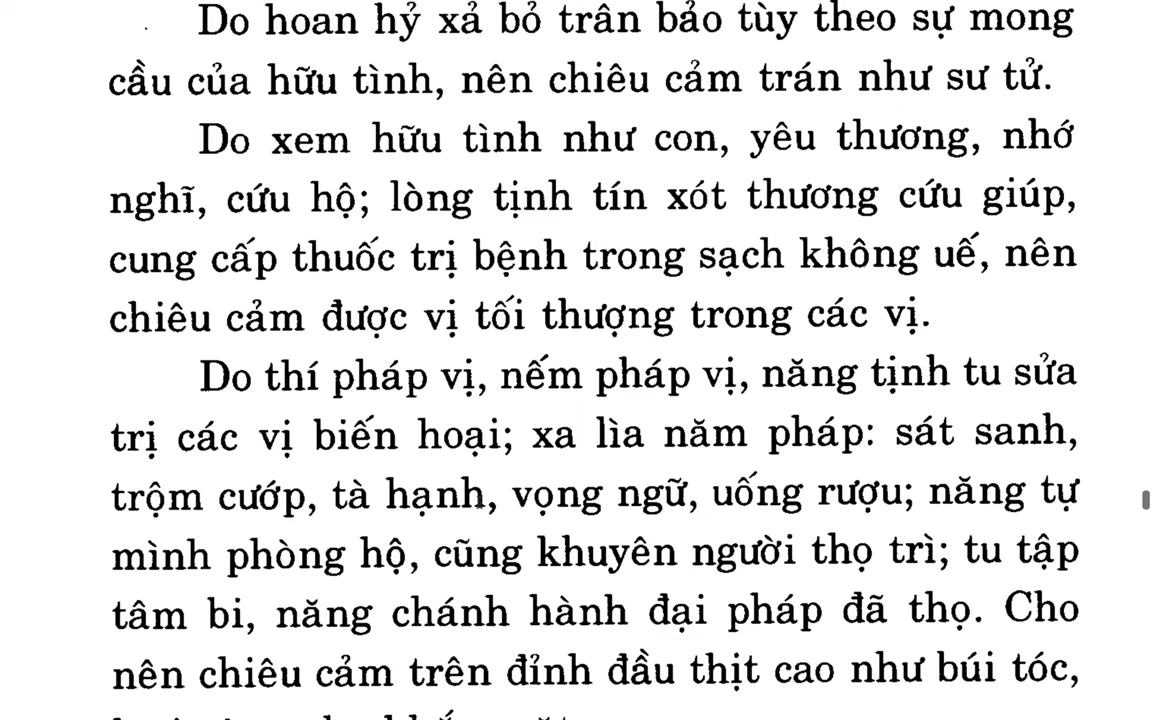 Do hoan hỷ xả bỏ trân bảo tùy theo sự mong
cầu của hữu tình, nên chiêu cảm trán như sư tử.
Do xem hữu tình như con, yêu thương, nhớ
nghĩ, cứu hộ; lòng tịnh tín xót thương cứu giúp,
cung cấp thuốc trị bệnh trong sạch không uế, nên
chiêu cảm được vị tối thượng trong các vị.
Do thí pháp vị, nếm pháp vị, năng tịnh tu sửa
trị các vị biến hoại; xa lìa năm pháp: sát sanh,
trộm cướp, tà hạnh, vọng ngữ, uống rượu; năng tự
mình phòng hộ, cũng khuyên người thọ trì; tu tập
tâm bi, năng chánh hành đại pháp đã thọ. Cho
nên chiêu cảm trên đỉnh đầu thịt cao như búi tóc,